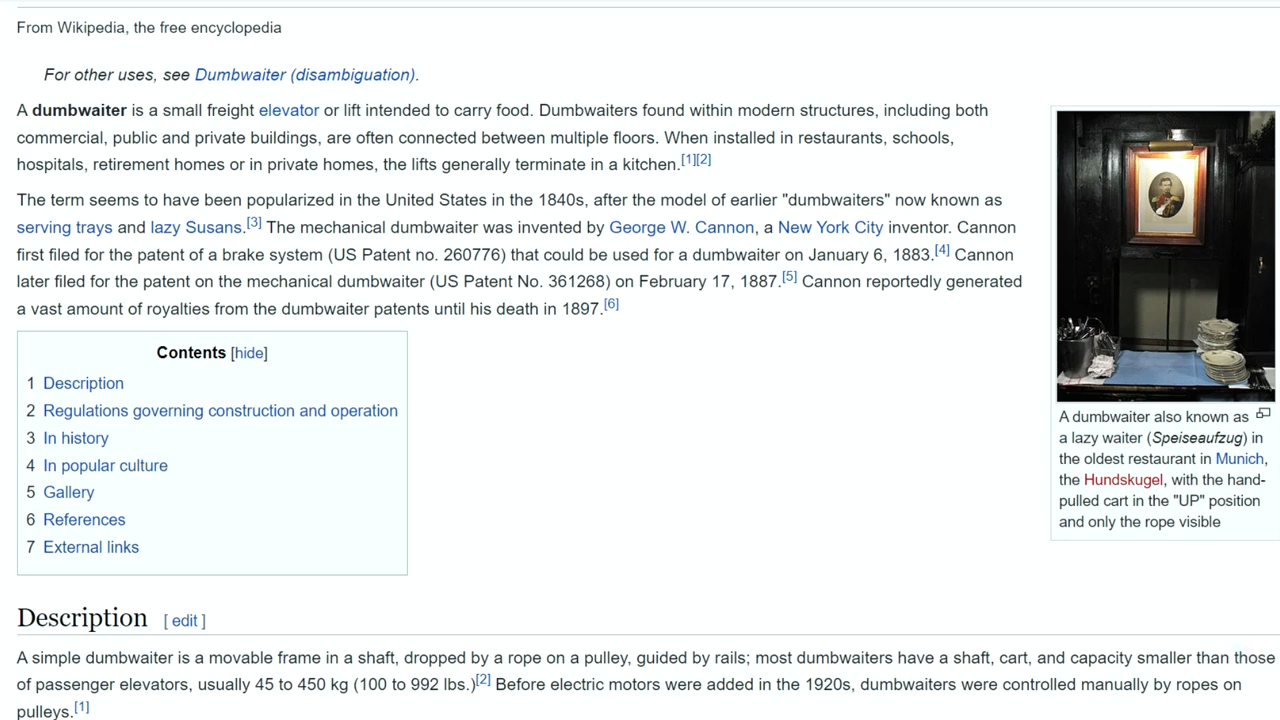 From Wikipedia, the free encyclopedia
For other uses, see Dumbwaiter (disambiguation).
A dumbwaiter is a small freight elevator or lift intended to carry food. Dumbwaiters found within modern structures, including both
commercial, public and private buildings, are often connected between multiple floors. When installed in restaurants, schools,
hospitals, retirement homes or in private homes, the lifts generally terminate in a kitchen.[1][2]
The term seems to have been popularized in the United States in the 1840s, after the model of earlier "dumbwaiters" now known as
serving trays and lazy Susans.[3] The mechanical dumbwaiter was invented by George W. Cannon, a New York City inventor. Cannon
first filed for the patent of a brake system (US Patent no. 260776) that could be used for a dumbwaiter on January 6, 1883.[4] Cannon
later filed for the patent on the mechanical dumbwaiter (US Patent No. 361268) on February 17, 1887.[5] Cannon reportedly generated
a vast amount of royalties from the dumbwaiter patents until his death in 1897.[6]
A dumbwaiter also known as
a lazy waiter (Speiseaufzug) in
the oldest restaurant in Munich,
the Hundskugel, with the hand-
pulled cart in the "UP" position
and only the rope visible
Contents [hide]
1 Description
2 Regulations governing construction and operation
3 In history
4 In popular culture
5 Gallery
6 References
7 External links
Description [ edit ]
A simple dumbwaiter is a movable frame in a shaft, dropped by a rope on a pulley, guided by rails; most dumbwaiters have a shaft, cart, and capacity smaller than those
of passenger elevators, usually 45 to 450 kg (100 to 992 lbs.)[2] Before electric motors were added in the 1920s, dumbwaiters were controlled manually by ropes on
pulleys.[1]